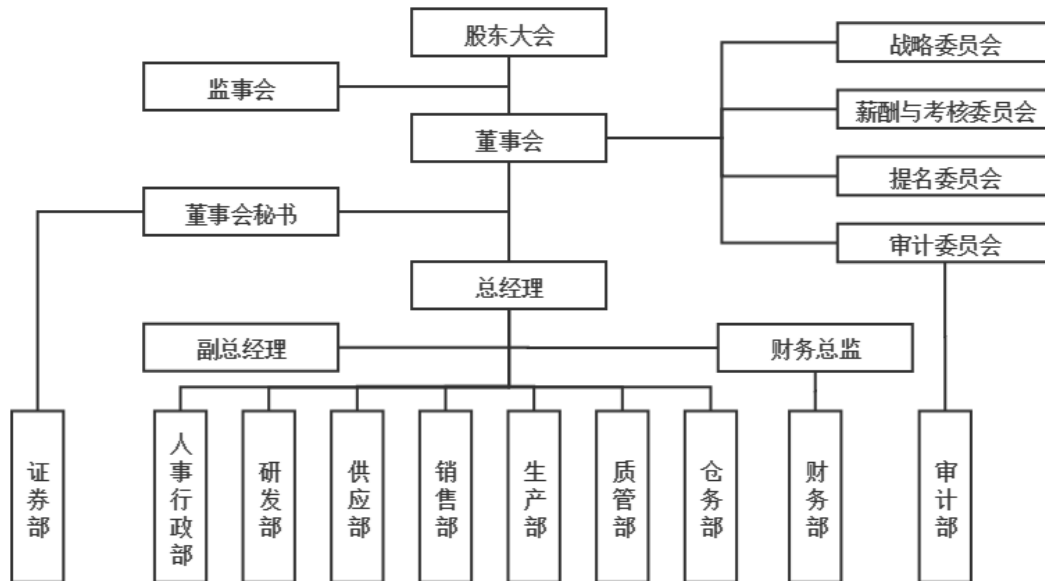 股东大会
战略委员会
监事会
薪酬与考核委员会
董事会
提名委员会
董事会秘书
审计委员会
总经理
副总经理
财务总监
证券部
人事行政部
研发部
供应部
销售部
生产部
质管部
仓务部
财务部
审计部